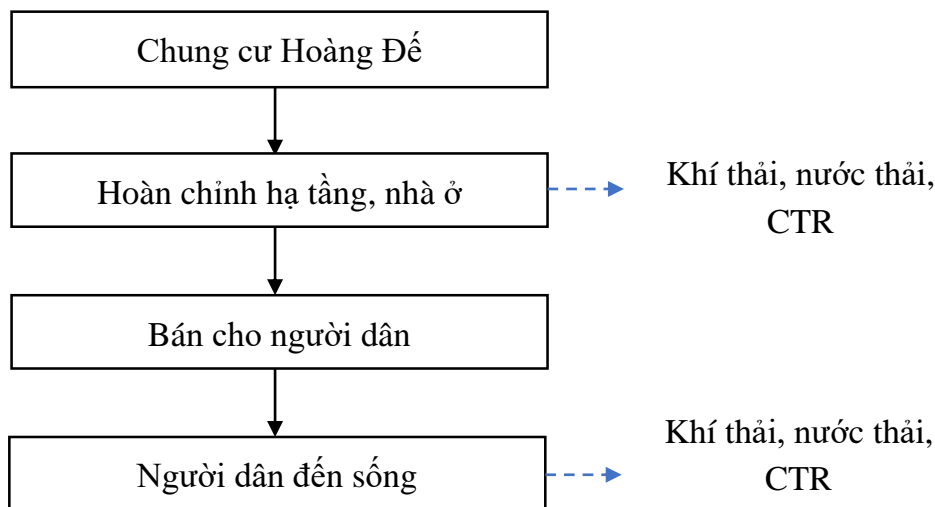 Chung cư Hoàng Đế
Hoàn chỉnh hạ tầng, nhà ở
Khí thải, nước thải,
CTR
Bán cho người dân
Người dân đến sống
Khí thải, nước thải,
CTR